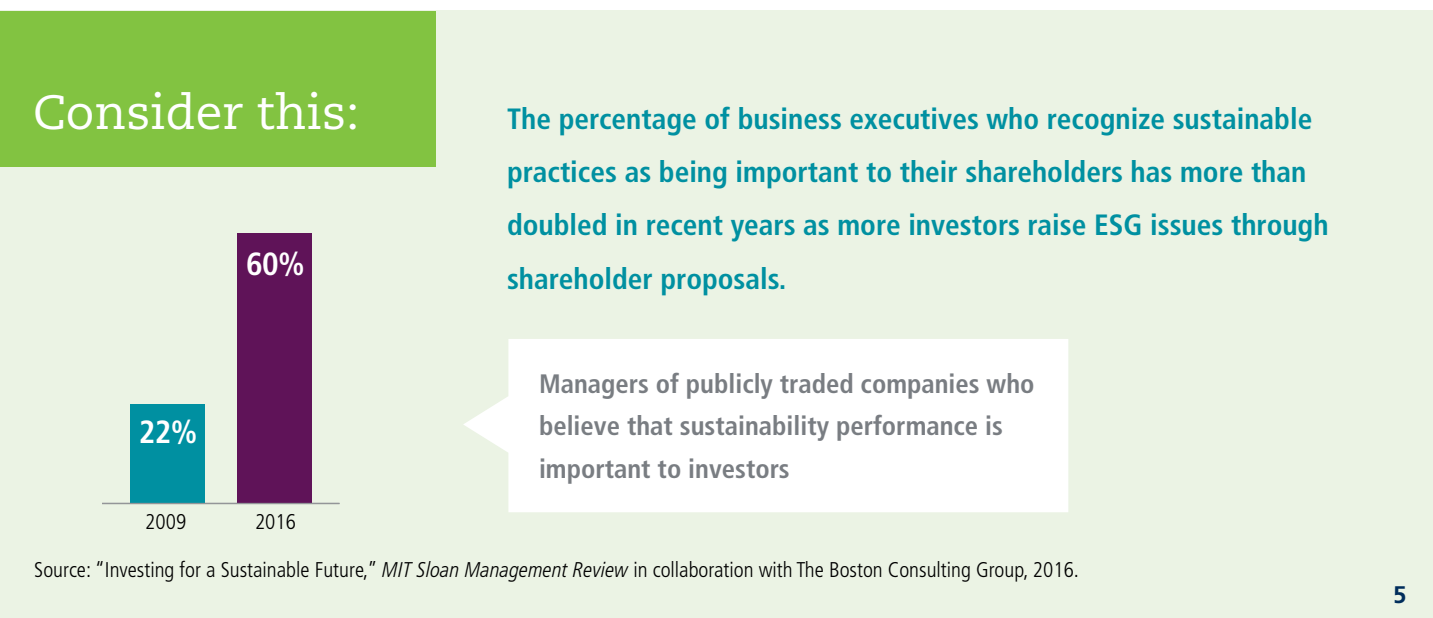 Consider this:
The percentage of business executives who recognize sustainable
practices as being important to their shareholders has more than
doubled in recent years as more investors raise ESG issues through
shareholder proposals.
60%
22%
2009 2016
Managers of publicly traded companies who
believe that sustainability performance is
important to investors
Source: “Investing for a Sustainable Future,” MIT Sloan Management Review in collaboration with The Boston Consulting Group, 2016.
5